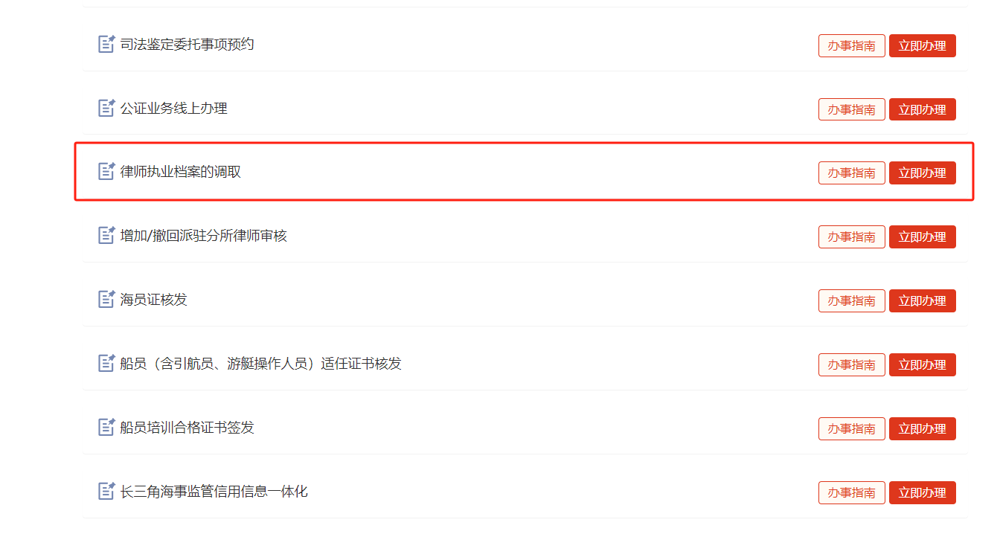 司法鉴定委托事项预约 办事指南 立即办理
公证业务线上办理 办事指南 立即办理
律师执业档案的调取 办事指南 立即办理
增加/撤回派驻分所律师审核 办事指南 立即办理
海员证核发 办事指南 立即办理
船员（含引航员、游艇操作人员）适任证书核发 办事指南 立即办理
船员培训合格证书签发 办事指南 立即办理
长三角海事监管信用信息一体化 办事指南 立即办理